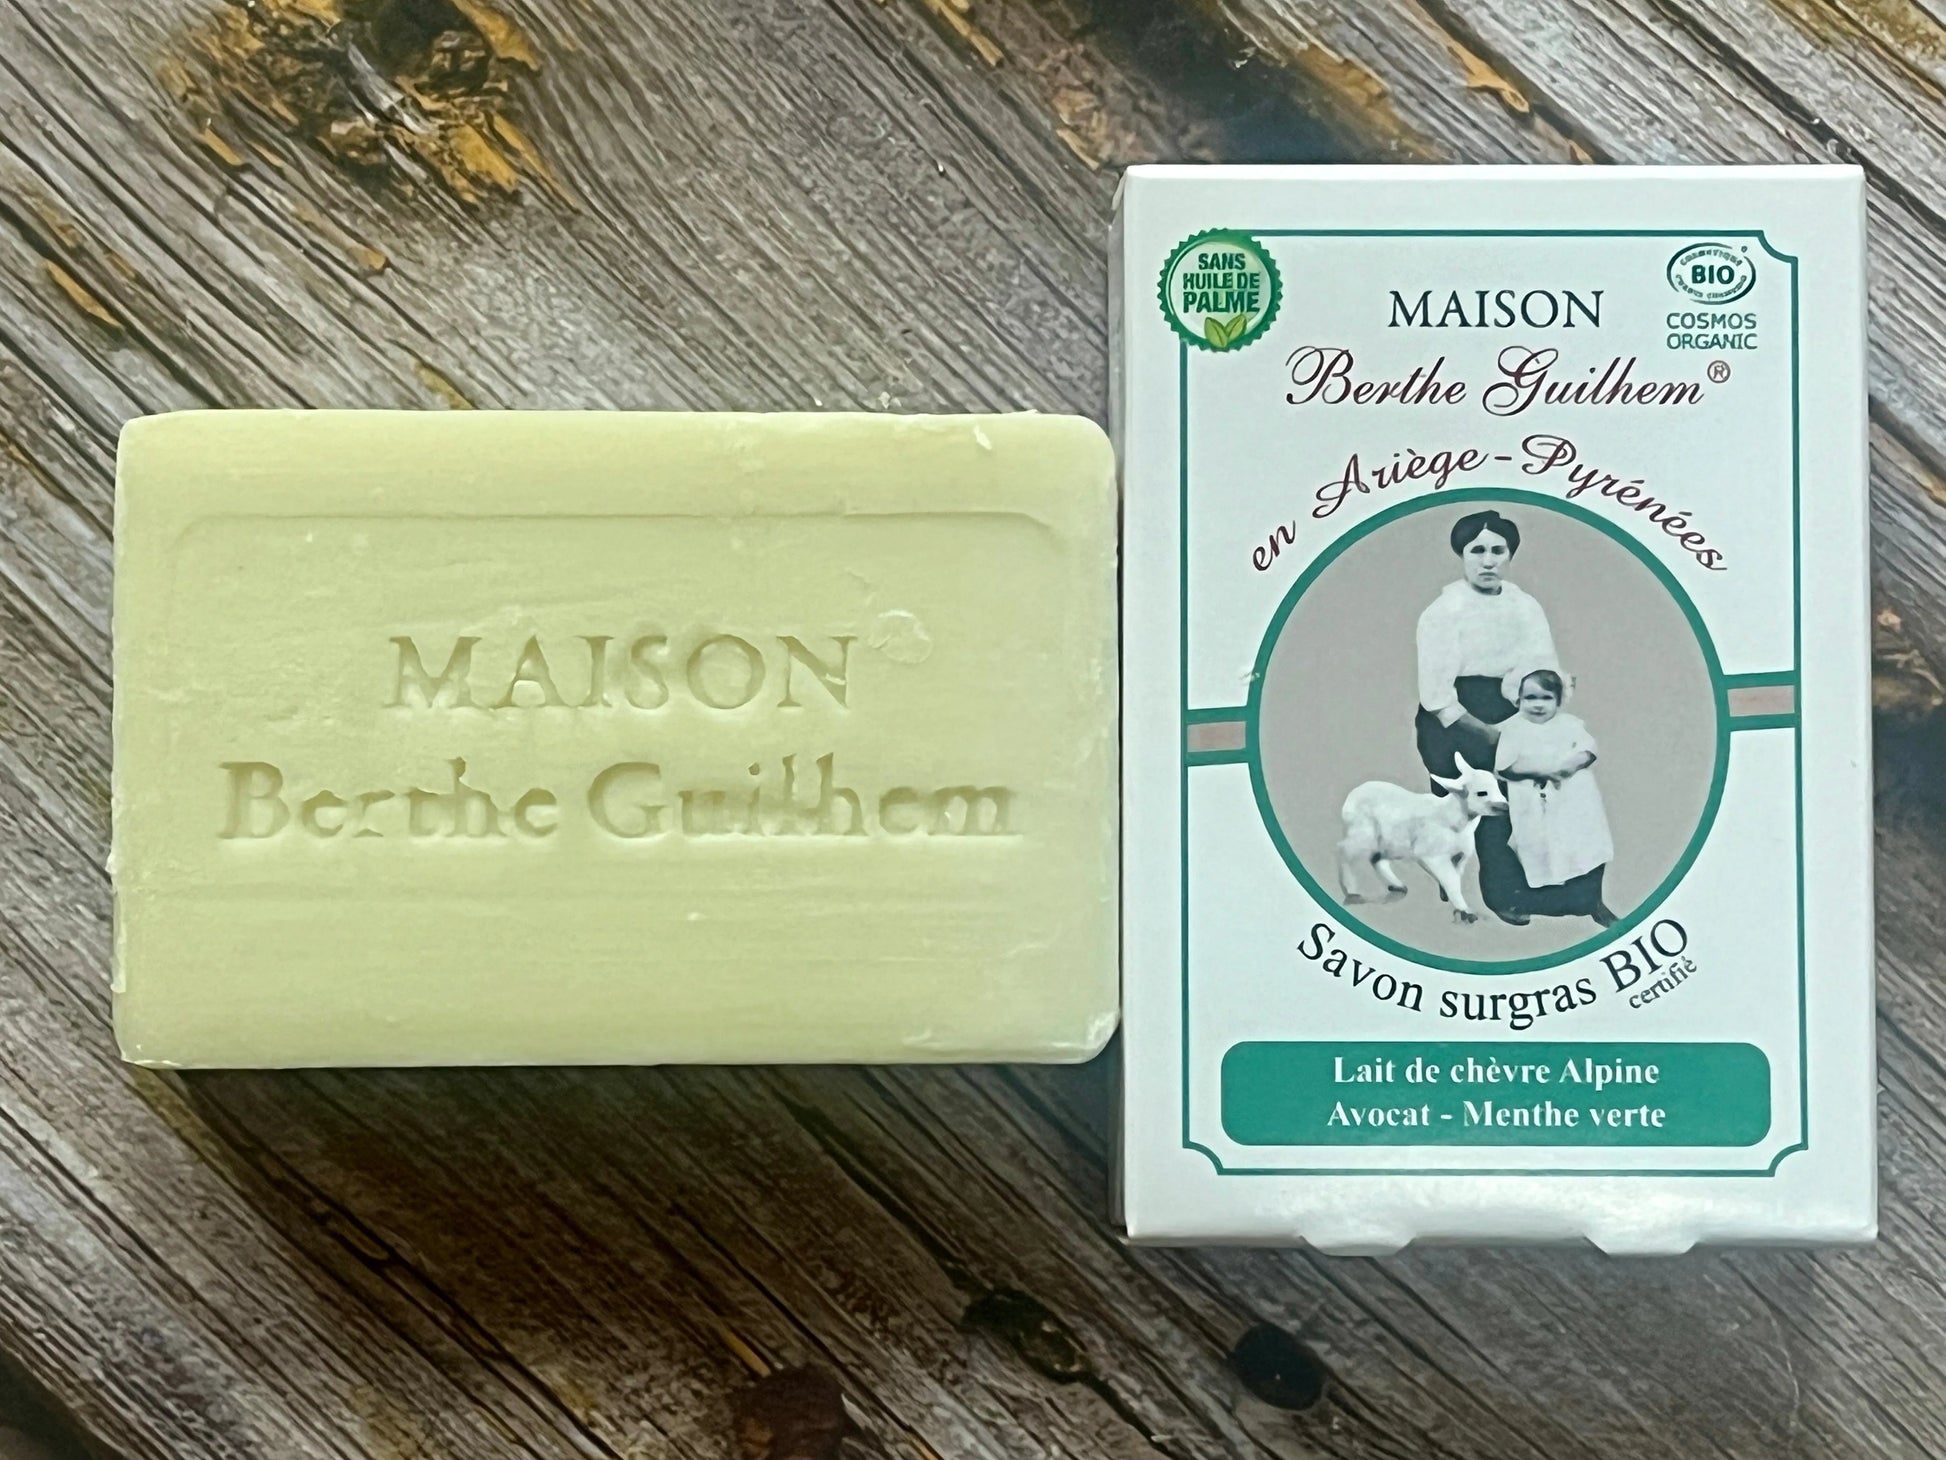 MAISON
Berthe Guilhem
SANS
HUILE DE
PALME
BIO
COSMOS
ORGANIC
MAISON
Berthe Guilhem®
en Ariège-Pyrénées
Savon surgras BIO
certifié
Lait de chèvre Alpine
Avocat - Menthe verte